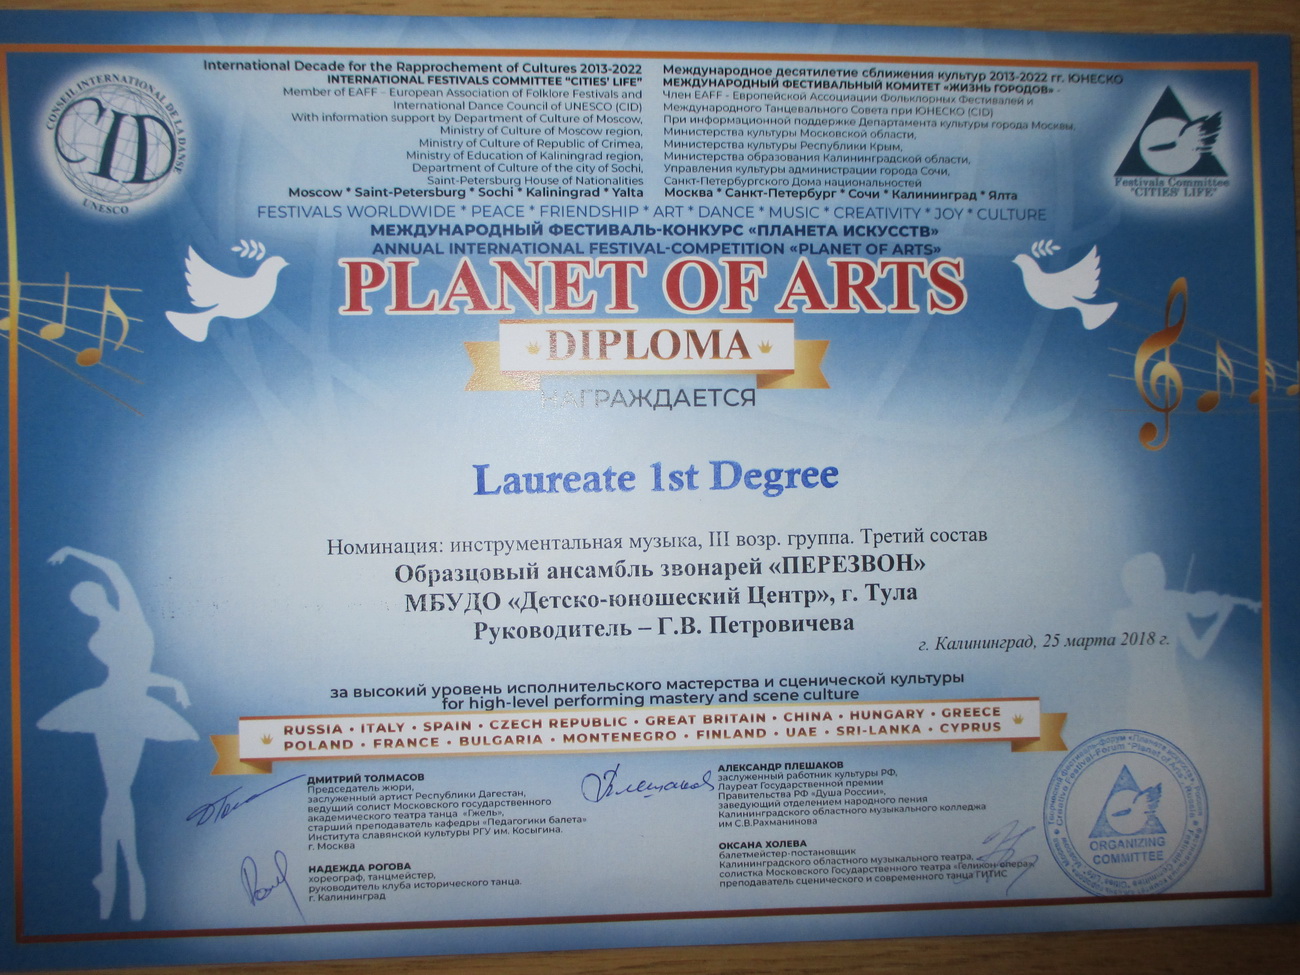 International Decade for the Rapprochement of Cultures 2013-2022
INTERNATIONAL FESTIVALS COMMITTEE "CITIES' LIFE"
Member of EAFF - European Association of Folklore Festivals and
International Dance Council of UNESCO (CID)
With information support by Department of Culture of Moscow,
Ministry of Culture of Moscow region,
Ministry of Culture of Republic of Crimea,
Ministry of Education of Kaliningrad region,
Department of Culture of the city of Sochi,
Saint-Petersburg House of Nationalities
Moscow * Saint-Petersburg * Sochi * Kaliningrad * Yalta
Международное десятилетие сближения культур 2013-2022 гг. ЮНЕСКО
МЕЖДУНАРОДНЫЙ ФЕСТИВАЛЬНЫЙ КОМИТЕТ «ЖИЗНЬ ГОРОДОВ» -
Член EAFF - Европейской Ассоциации Фольклорных Фестивалей и
Международного Танцевального Совета при ЮНЕСКО (CID)
При информационной поддержке Департамента культуры города Москвы,
Министерства культуры Московской области,
Министерства культуры Республики Крым,
Министерства образования Калининградской области,
Управления культуры администрации города Сочи,
Санкт-Петербургского Дома национальностей
Москва * Санкт-Петербург * Сочи * Калининград * Ялта
CONSEIL INTERNATIONAL DE LA DANSE
CID
UNESCO
Festivals Committee
"CITIES' LIFE"
FESTIVALS WORLDWIDE * PEACE * FRIENDSHIP * ART * DANCE * MUSIC * CREATIVITY * JOY * CULTURE
МЕЖДУНАРОДНЫЙ ФЕСТИВАЛЬ-КОНКУРС «ПЛАНЕТА ИСКУССТВ»
ANNUAL INTERNATIONAL FESTIVAL-COMPETITION «PLANET OF ARTS»
PLANET OF ARTS
DIPLOMA
НАГРАЖДАЕТСЯ
Laureate 1st Degree
Номинация: инструментальная музыка, III возр. группа. Третий состав
Образцовый ансамбль звонарей «ПЕРЕЗВОН»
МБУДО «Детско-юношеский Центр», г. Тула
Руководитель – Г.В. Петровичева
г. Калининград, 25 марта 2018 г.
за высокий уровень исполнительского мастерства и сценической культуры
for high-level performing mastery and scene culture
RUSSIA • ITALY • SPAIN • CZECH REPUBLIC • GREAT BRITAIN • CHINA • HUNGARY • GREECE
POLAND • FRANCE • BULGARIA • MONTENEGRO • FINLAND • UAE • SRI-LANKA • CYPRUS
ДМИТРИЙ ТОЛМАСОВ
Председатель жюри,
заслуженный артист Республики Дагестан,
ведущий солист Московского государственного
академического театра танца «Гжель»,
старший преподаватель кафедры «Педагогики балета»
Института славянской культуры РГУ им. Косыгина.
г. Москва
НАДЕЖДА РОГОВА
хореограф, танцмейстер,
руководитель клуба исторического танца.
г. Калининград
АЛЕКСАНДР ПЛЕШАКОВ
заслуженный работник культуры РФ,
Лауреат Государственной премии
Правительства РФ «Душа России»,
заведующий отделением народного пения
Калининградского областного музыкального колледжа
им С.В.Рахманинова
ОКСАНА ХОЛЕВА
балетмейстер-постановщик
Калининградского областного музыкального театра,
солистка Московского Государственного театра «Геликон-опера»,
преподаватель сценического и современного танца ГИТИС
ORGANIZING
COMMITTEE